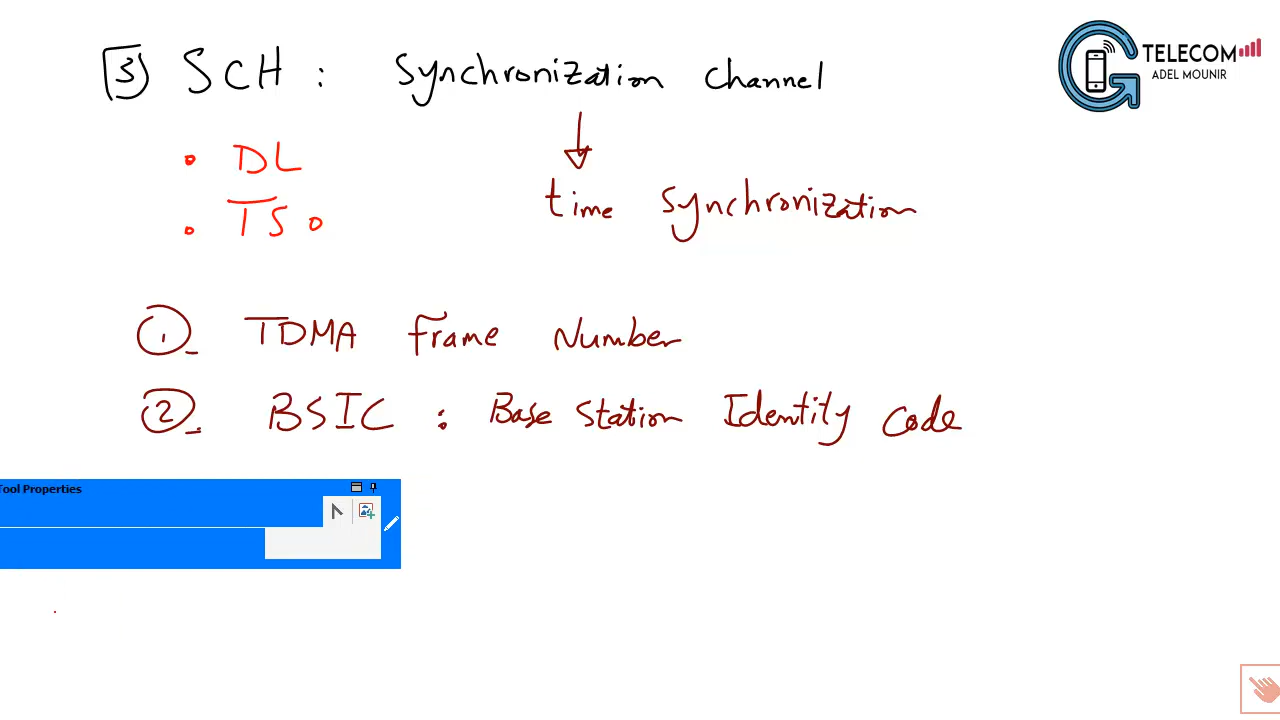 3 SCH : Synchronization channel
TELECOM
ADEL MOUNIR
• DL
time synchronization
• TS 0
1 TDMA frame Number
2 BSIC : Base Station Identity Code
Tool Properties